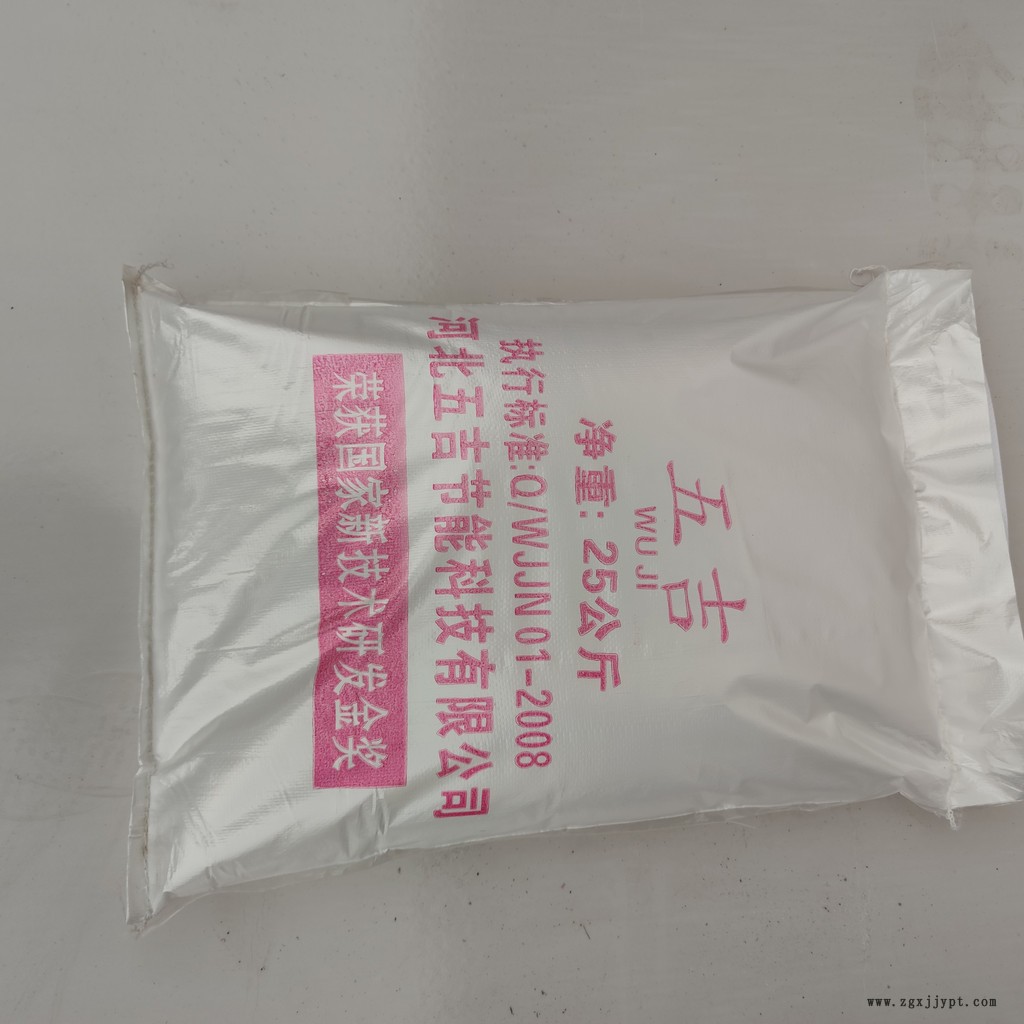 五吉
WUJI
净重: 25公斤
执行标准:Q/WJJN 01-2008
河北五吉节能科技有限公司
荣获国家新技术研发金奖
www.zgxjjypt.com